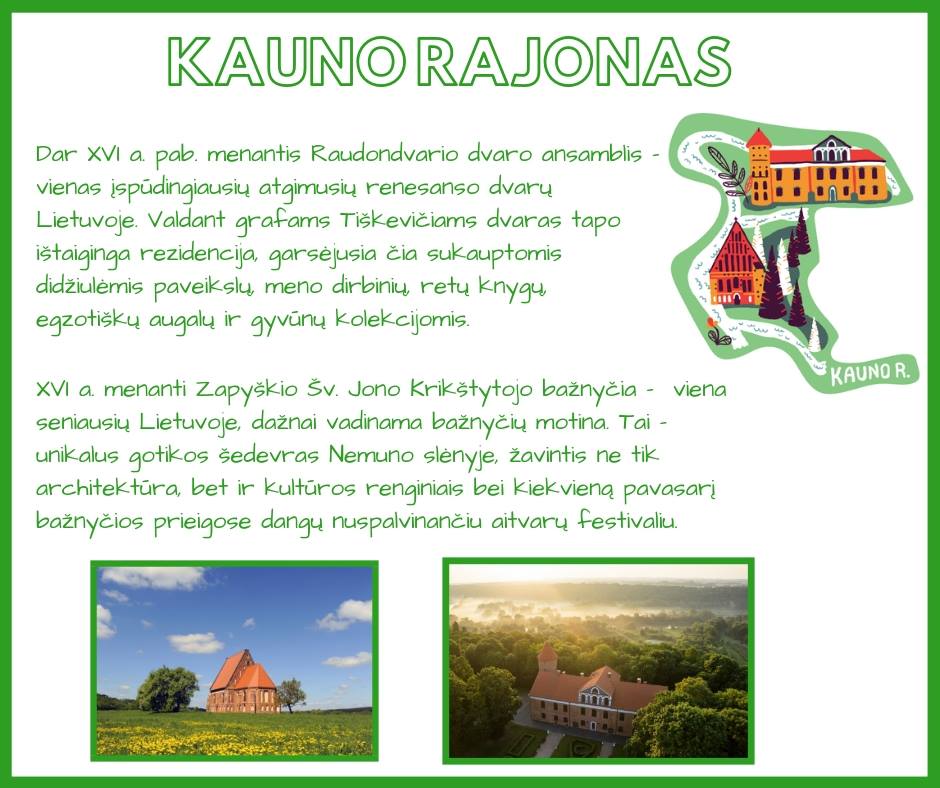 KAUNO RAJONAS
Dar XVI a. pab. menantis Raudondvario dvaro ansamblis -
vienas įspūdingiausių atgimusių renesanso dvarų
Lietuvoje. Valdant grafams Tiškevičiams dvaras tapo
ištaiginga rezidencija, garsėjusia čia sukauptomis
didžiulėmis paveikslų, meno dirbinių, retų knygų,
egzotiškų augalų ir gyvūnų kolekcijomis.
KAUNO R.
XVI a. menanti Zapyškio Šv. Jono Krikštytojo bažnyčia - viena
seniausių Lietuvoje, dažnai vadinama bažnyčių motina. Tai -
unikalus gotikos šedevras Nemuno slėnyje, žavintis ne tik
architektūra, bet ir kultūros renginiais bei kiekvieną pavasarį
bažnyčios prieigose dangų nuspalvinančiu aitvarų festivaliu.